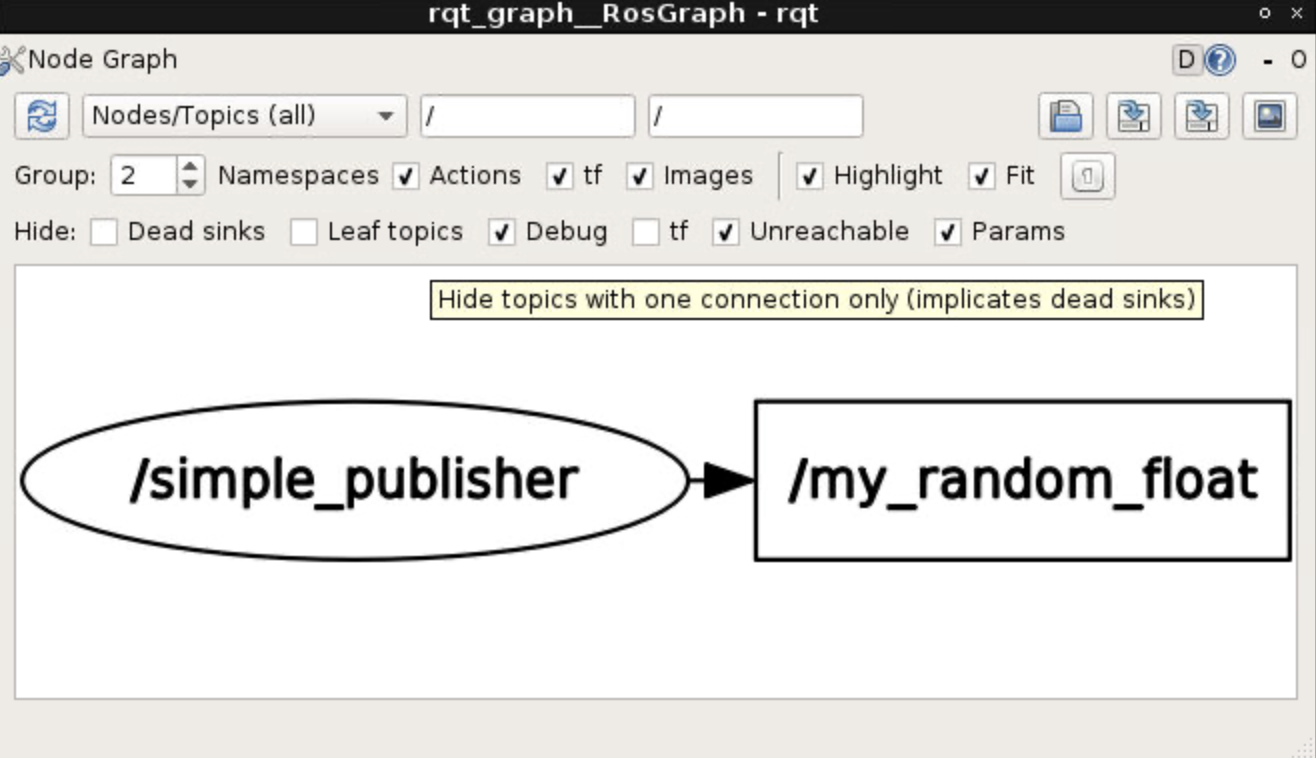 rqt_graph__RosGraph - rqt
Node Graph D ? - O
Nodes/Topics (all) / /
Group: 2 Namespaces Actions tf Images Highlight Fit
Hide: Dead sinks Leaf topics Debug tf Unreachable Params
Hide topics with one connection only (implicates dead sinks)
/simple_publisher /my_random_float